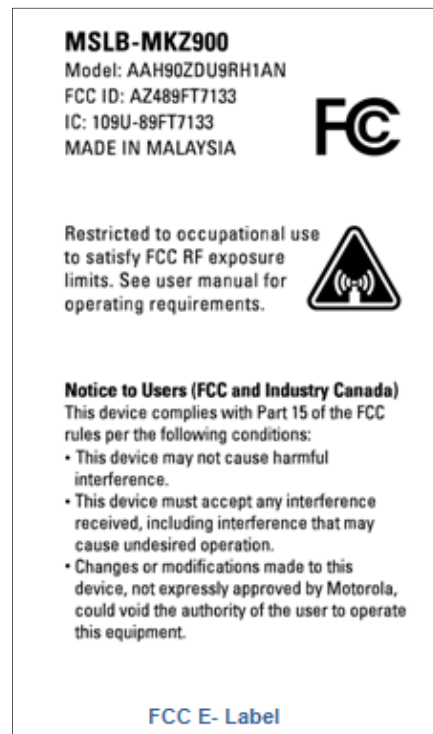 MSLB-MKZ900
Model: AAH90ZDU9RH1AN
FCC ID: AZ489FT7133
IC: 109U-89FT7133
MADE IN MALAYSIA
FC
Restricted to occupational use
to satisfy FCC RF exposure
limits. See user manual for
operating requirements.
Notice to Users (FCC and Industry Canada)
This device complies with Part 15 of the FCC
rules per the following conditions:
• This device may not cause harmful
interference.
• This device must accept any interference
received, including interference that may
cause undesired operation.
• Changes or modifications made to this
device, not expressly approved by Motorola,
could void the authority of the user to operate
this equipment.
FCC E- Label